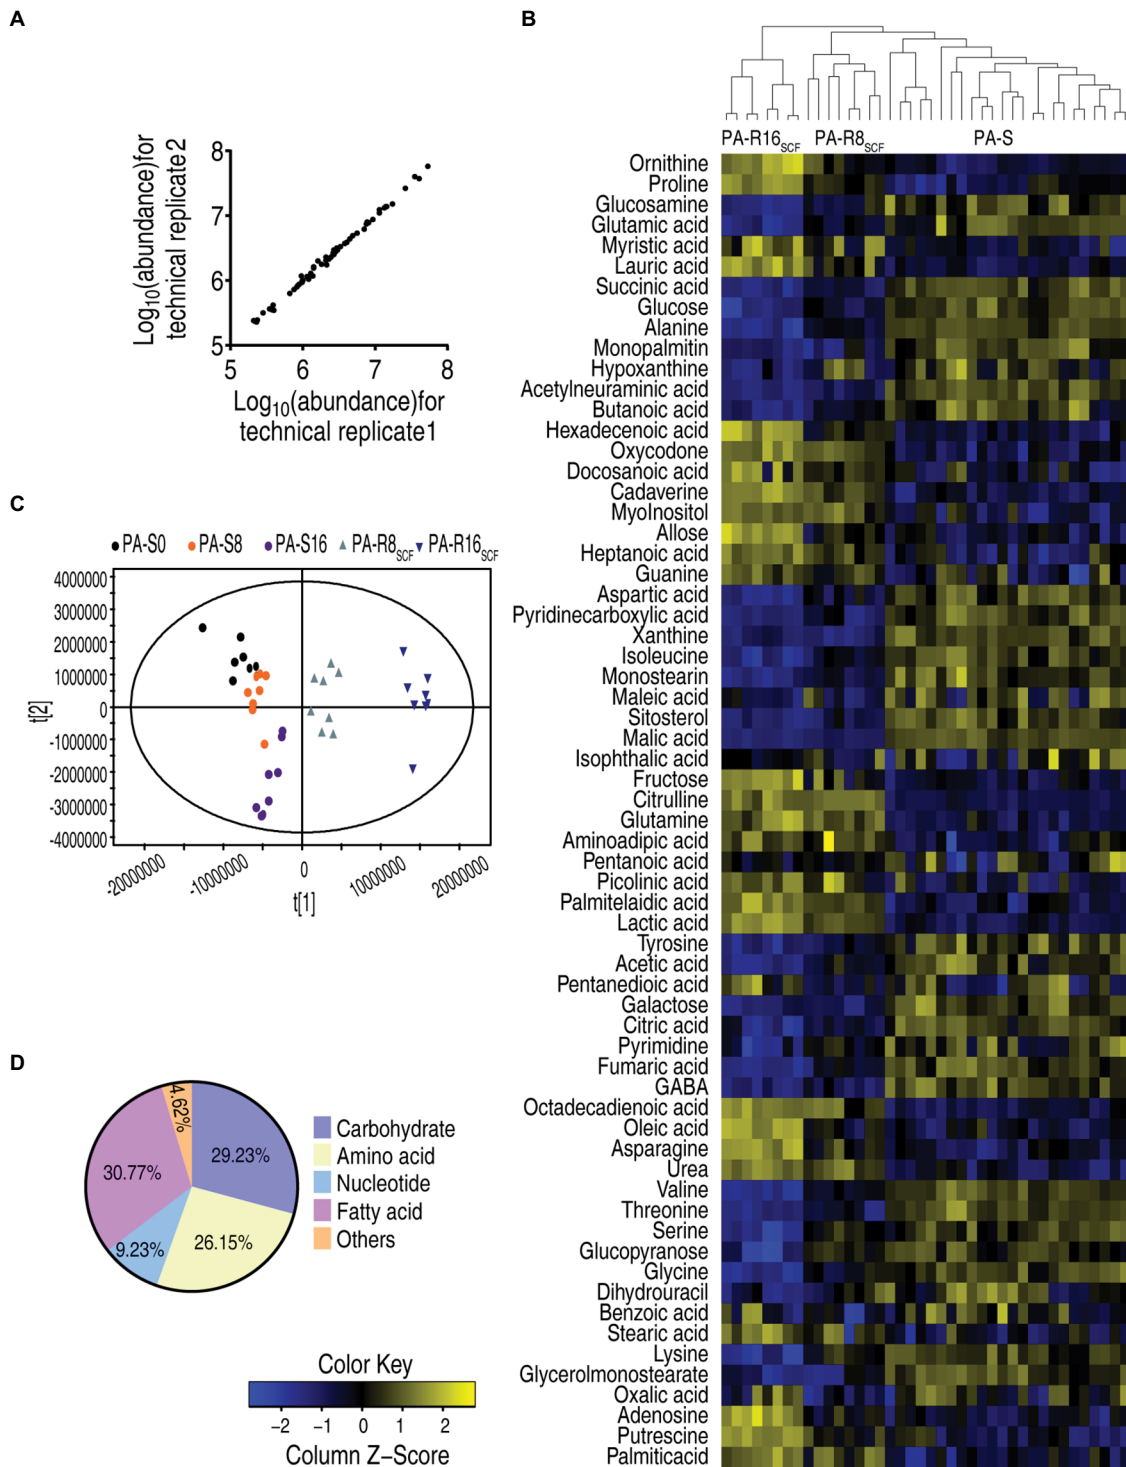 A
Log10(abundance)for
technical replicate2
8
7
6
5
5 6 7 8
Log10(abundance)for
technical replicate1
B
PA-R16SCF PA-R8SCF PA-S
Ornithine
Proline
Glucosamine
Glutamic acid
Myristic acid
Lauric acid
Succinic acid
Glucose
Alanine
Monopalmitin
Hypoxanthine
Acetylneuraminic acid
Butanoic acid
Hexadecenoic acid
Oxycodone
Docosanoic acid
Cadaverine
MyoInositol
Allose
Heptanoic acid
Guanine
Aspartic acid
Pyridinecarboxylic acid
Xanthine
Isoleucine
Monostearin
Maleic acid
Sitosterol
Malic acid
Isophthalic acid
Fructose
Citrulline
Glutamine
Aminoadipic acid
Pentanoic acid
Picolinic acid
Palmitelaidic acid
Lactic acid
Tyrosine
Acetic acid
Pentanedioic acid
Galactose
Citric acid
Pyrimidine
Fumaric acid
GABA
Octadecadienoic acid
Oleic acid
Asparagine
Urea
Valine
Threonine
Serine
Glucopyranose
Glycine
Dihydrouracil
Benzoic acid
Stearic acid
Lysine
Glycerolmonostearate
Oxalic acid
Adenosine
Putrescine
Palmiticacid
C
PA-S0 PA-S8 PA-S16 PA-R8SCF PA-R16SCF
4000000
3000000
2000000
1000000
0
-1000000
-2000000
-3000000
-4000000
t[2]
-20000000 -10000000 0 10000000 20000000
t[1]
D
4.62%
29.23%
30.77%
26.15%
9.23%
Carbohydrate
Amino acid
Nucleotide
Fatty acid
Others
Color Key
−2 −1 0 1 2
Column Z−Score